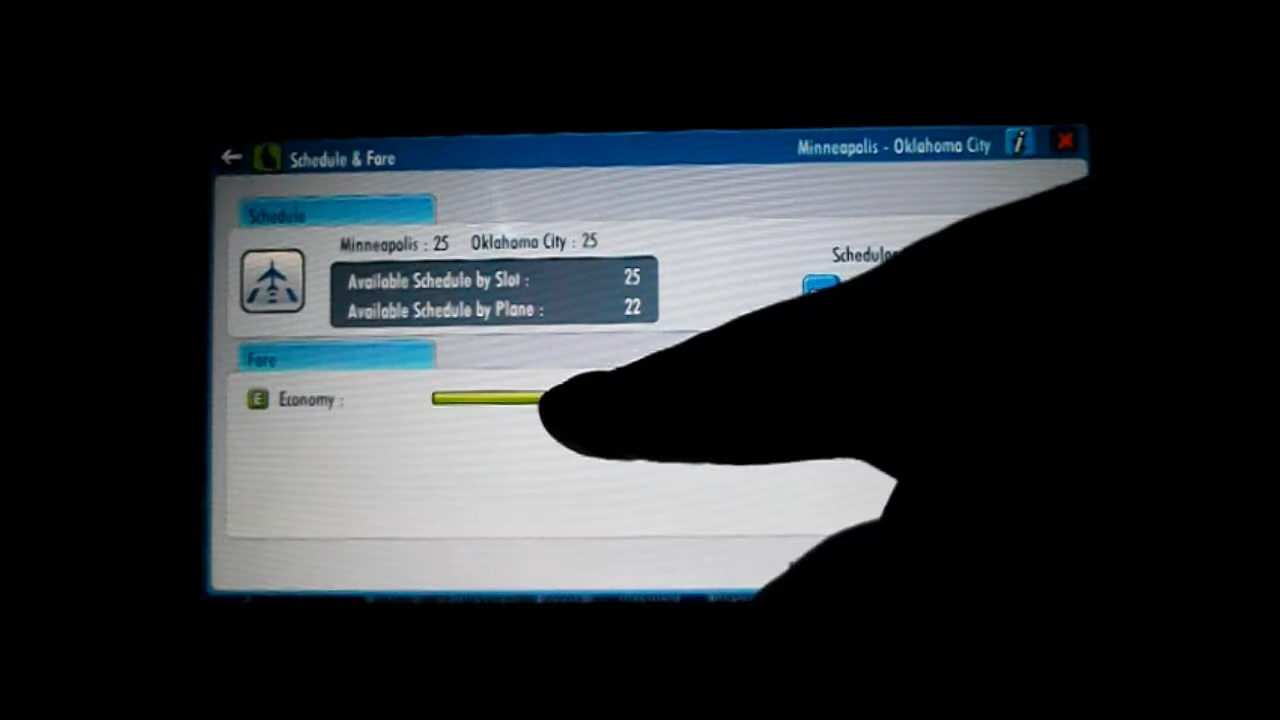 Schedule & Fare
Minneapolis - Oklahoma City
i
Schedule
Minneapolis : 25 Oklahoma City : 25
Available Schedule by Slot : 25
Available Schedule by Plane : 22
Fare
E Economy :